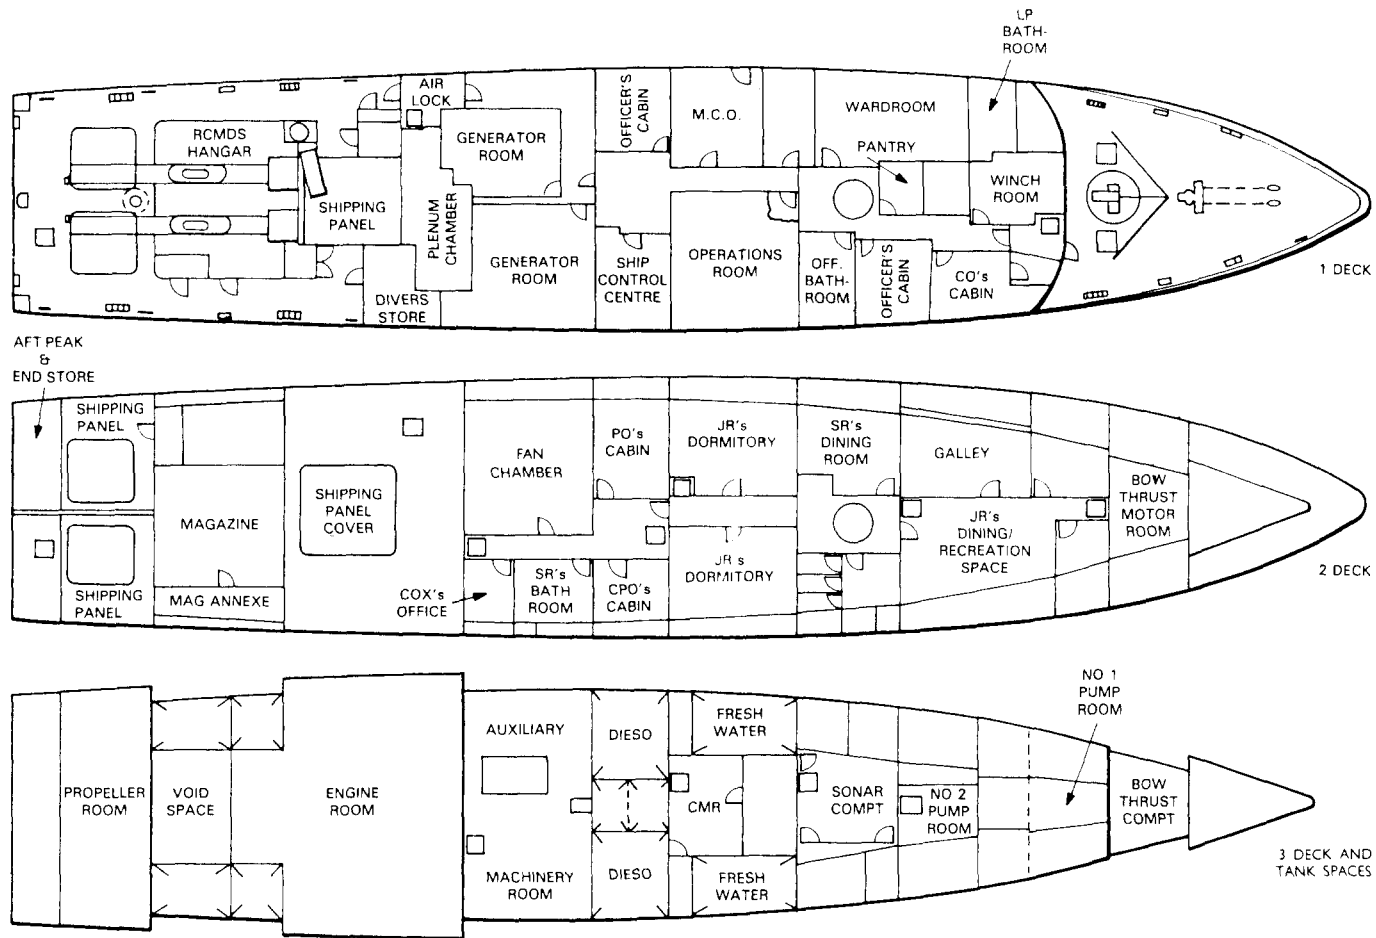 LP
BATH-
ROOM
AIR
LOCK
RCMDS
HANGAR
GENERATOR
ROOM
OFFICER'S
CABIN
M.C.O.
WARDROOM
PANTRY
WINCH
ROOM
SHIPPING
PANEL
PLENUM
CHAMBER
GENERATOR
ROOM
SHIP
CONTROL
CENTRE
OPERATIONS
ROOM
OFF.
BATH-
ROOM
OFFICER'S
CABIN
CO's
CABIN
DIVERS
STORE
1 DECK
AFT PEAK
&
END STORE
SHIPPING
PANEL
FAN
CHAMBER
PO's
CABIN
JR's
DORMITORY
SR's
DINING
ROOM
GALLEY
BOW
THRUST
MOTOR
ROOM
MAGAZINE
SHIPPING
PANEL
COVER
JR's
DINING/
RECREATION
SPACE
SHIPPING
PANEL
MAG ANNEXE
COX's
OFFICE
SR's
BATH
ROOM
CPO's
CABIN
JR's
DORMITORY
2 DECK
NO 1
PUMP
ROOM
AUXILIARY
DIESO
FRESH
WATER
PROPELLER
ROOM
VOID
SPACE
ENGINE
ROOM
CMR
SONAR
COMPT
NO 2
PUMP
ROOM
BOW
THRUST
COMPT
MACHINERY
ROOM
DIESO
FRESH
WATER
3 DECK AND
TANK SPACES